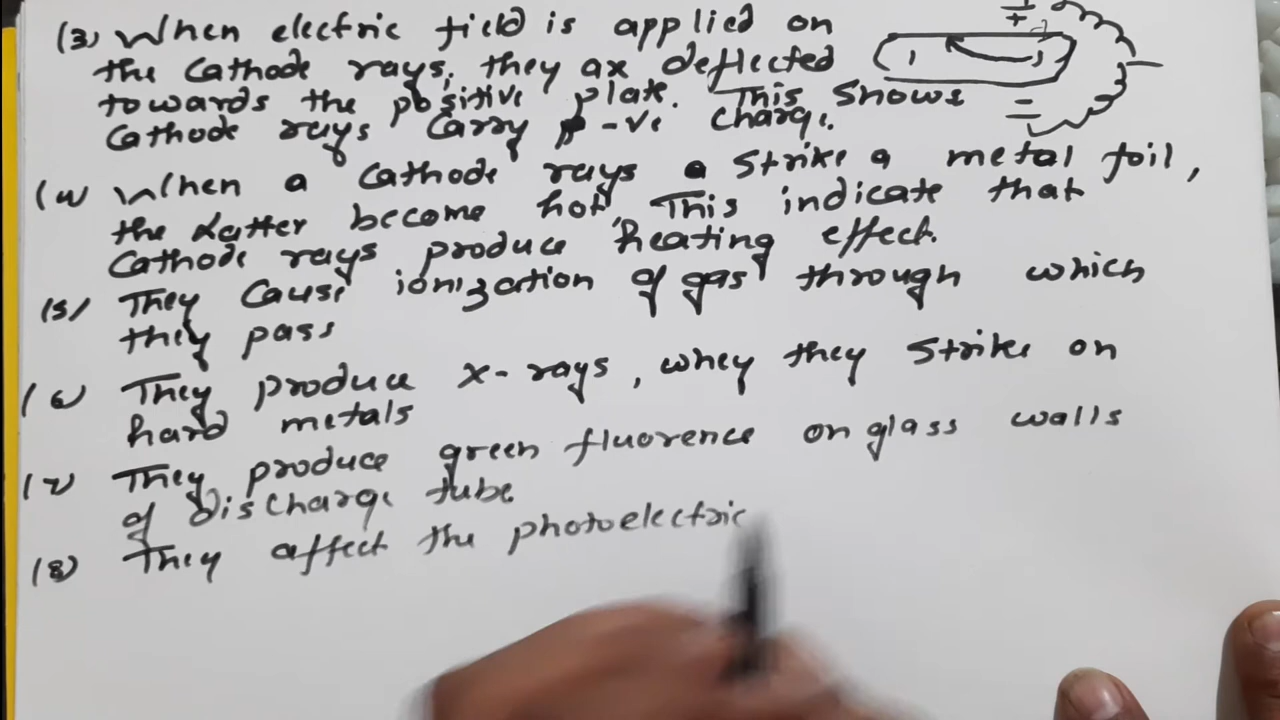 (3) When electric field is applied on
the Cathode rays, they ax deflected
towards the positive plate. This Shows
Cathode rays Carry -ve charge.
(4) When a Cathode rays Strike a metal foil,
the Latter become hot, This indicate that
Cathode rays produce heating effect.
(5) They Cause ionization of gas through which
they pass
(6) They produce x-rays, whey they Strike on
hard metals
(7) They produce green fluorence on glass walls
of discharge tube
(8) They affect the photoelectric